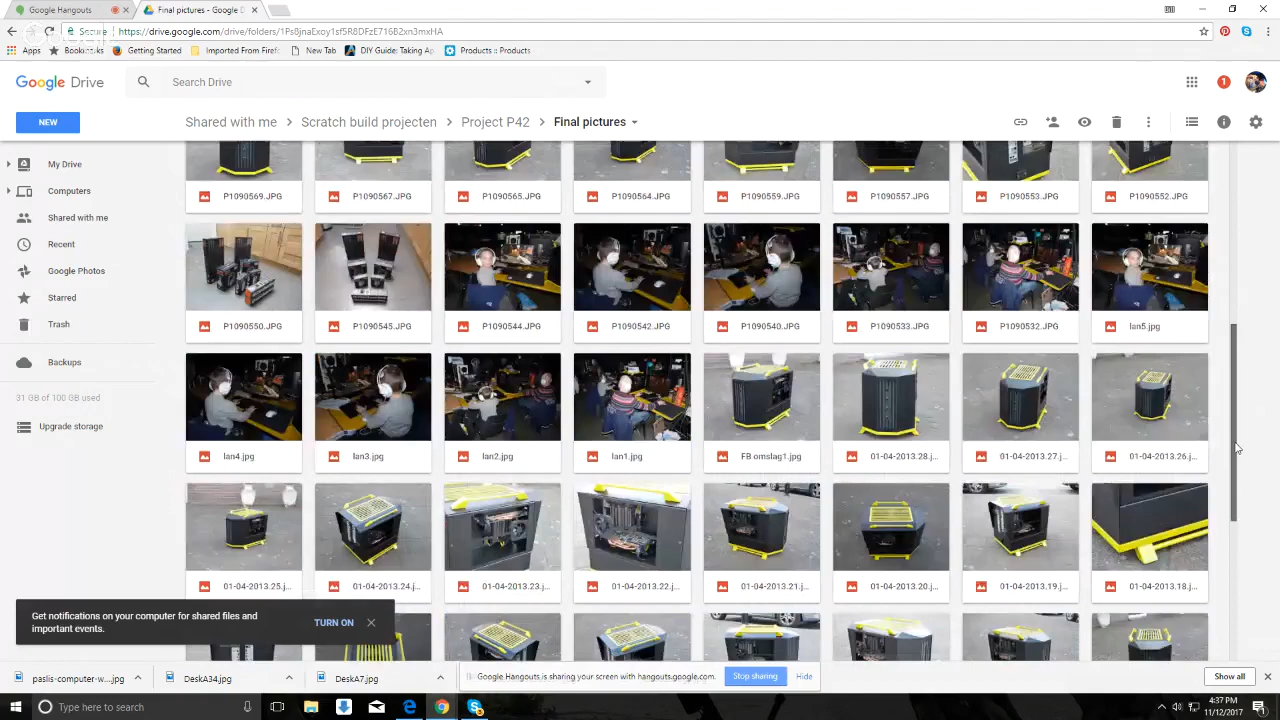 Google Hangouts
Final pictures - Google D
Secure
https://drive.google.com/drive/folders/1Ps8jnaExoy1sf5R8DFzE716B2xn3mxHA
Apps
Bookmarks
Getting Started
Imported From Firef
New Tab
DIY Guide: Taking Ap
Products :: Products
Google Drive
Search Drive
1
NEW
Shared with me
Scratch build projecten
Project P42
Final pictures
My Drive
Computers
Shared with me
Recent
Google Photos
Starred
Trash
Backups
31 GB of 100 GB used
Upgrade storage
P1090569.JPG
P1090567.JPG
P1090565.JPG
P1090564.JPG
P1090559.JPG
P1090557.JPG
P1090553.JPG
P1090552.JPG
P1090550.JPG
P1090545.JPG
P1090544.JPG
P1090542.JPG
P1090540.JPG
P1090533.JPG
P1090532.JPG
lan5.jpg
lan4.jpg
lan3.jpg
lan2.jpg
lan1.jpg
FB omslag1.jpg
01-04-2013.28.j...
01-04-2013.27.j...
01-04-2013.26.j...
01-04-2013.25.j...
01-04-2013.24.j...
01-04-2013.23.j...
01-04-2013.22.j...
01-04-2013.21.j...
01-04-2013.20.j...
01-04-2013.19.j...
01-04-2013.18.j...
Get notifications on your computer for shared files and
important events.
TURN ON
peslis-computer-w....jpg
DeskA34.jpg
DeskA7.jpg
Google Hangouts is sharing your screen with hangouts.google.com.
Stop sharing
Hide
Show all
Type here to search
4:37 PM
11/12/2017